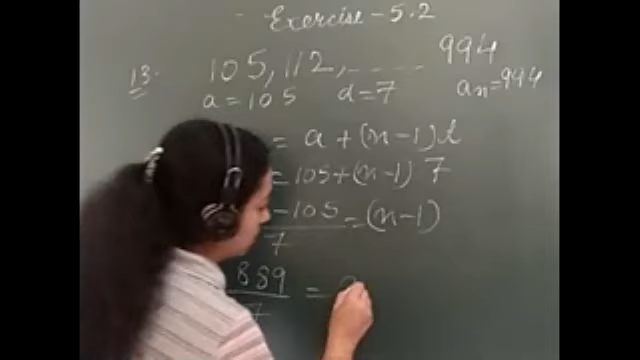 Exercise - 5.2
13. 105, 112, ---- 994
a = 105 d = 7 an = 994
= a + (n-1) d
= 105 + (n-1) 7
- 105 = (n-1)
7
889 =
7